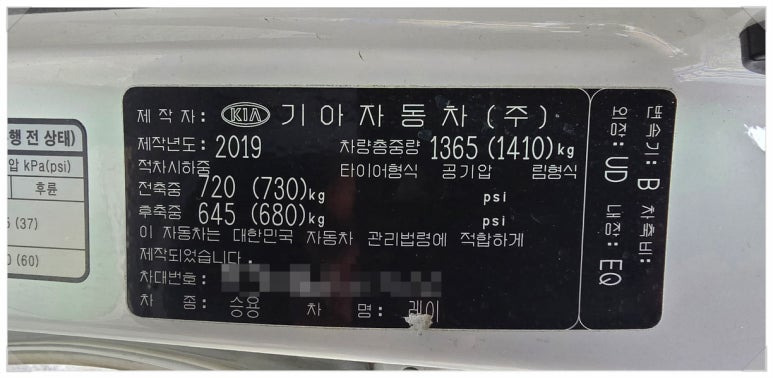 행 전 상태)
압 kPa(psi)
후륜
(37)
(60)
제 작 자 : KIA 기 아 자 동 차 ( 주 )
제작년도 : 2019 차량총중량 1365 (1410)kg
적차시하중 타이어형식 공기압 림형식
전축중 720 (730)kg psi
후축중 645 (680)kg psi
이 자동차는 대한민국 자동차 관리법령에 적합하게
제작되었습니다.
차대번호 :
차 종 : 승용 차 명 : 레이
변속기 : B 차축비 :
외장 : UD 내장 : EQ